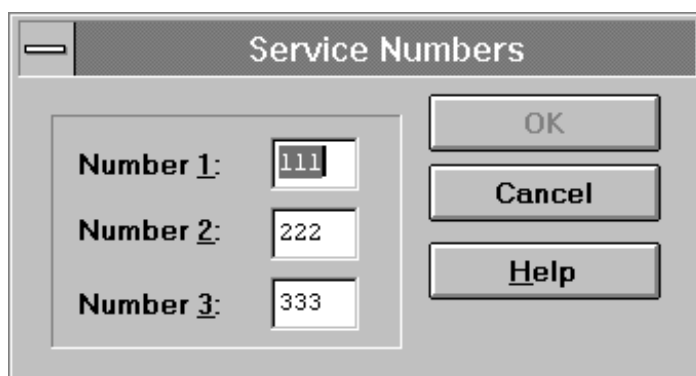 Service Numbers
Number 1: 111
Number 2: 222
Number 3: 333
OK
Cancel
Help